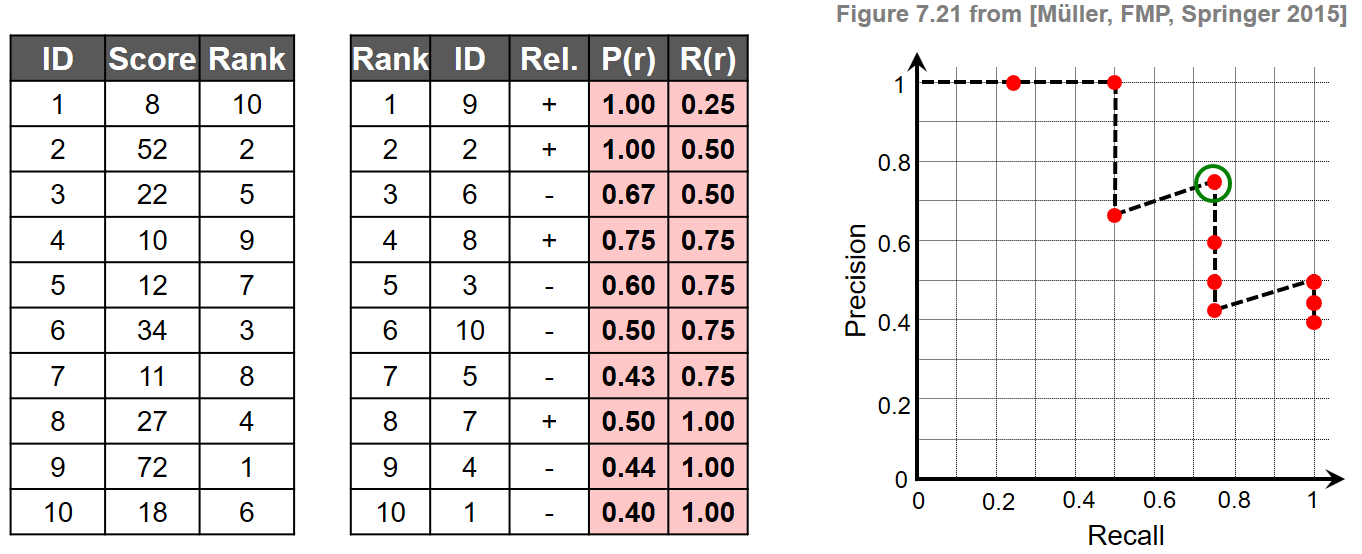 Figure 7.21 from [Müller, FMP, Springer 2015]
ID Score Rank
1 8 10
2 52 2
3 22 5
4 10 9
5 12 7
6 34 3
7 11 8
8 27 4
9 72 1
10 18 6
Rank ID Rel. P(r) R(r)
1 9 + 1.00 0.25
2 2 + 1.00 0.50
3 6 - 0.67 0.50
4 8 + 0.75 0.75
5 3 - 0.60 0.75
6 10 - 0.50 0.75
7 5 - 0.43 0.75
8 7 + 0.50 1.00
9 4 - 0.44 1.00
10 1 - 0.40 1.00
Precision
1
0.8
0.6
0.4
0.2
0
0 0.2 0.4 0.6 0.8 1
Recall